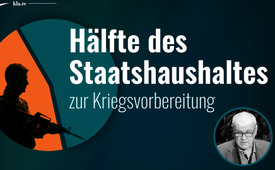 kla.tv
Hälfte des
Staatshaushaltes
zur Kriegsvorbereitung